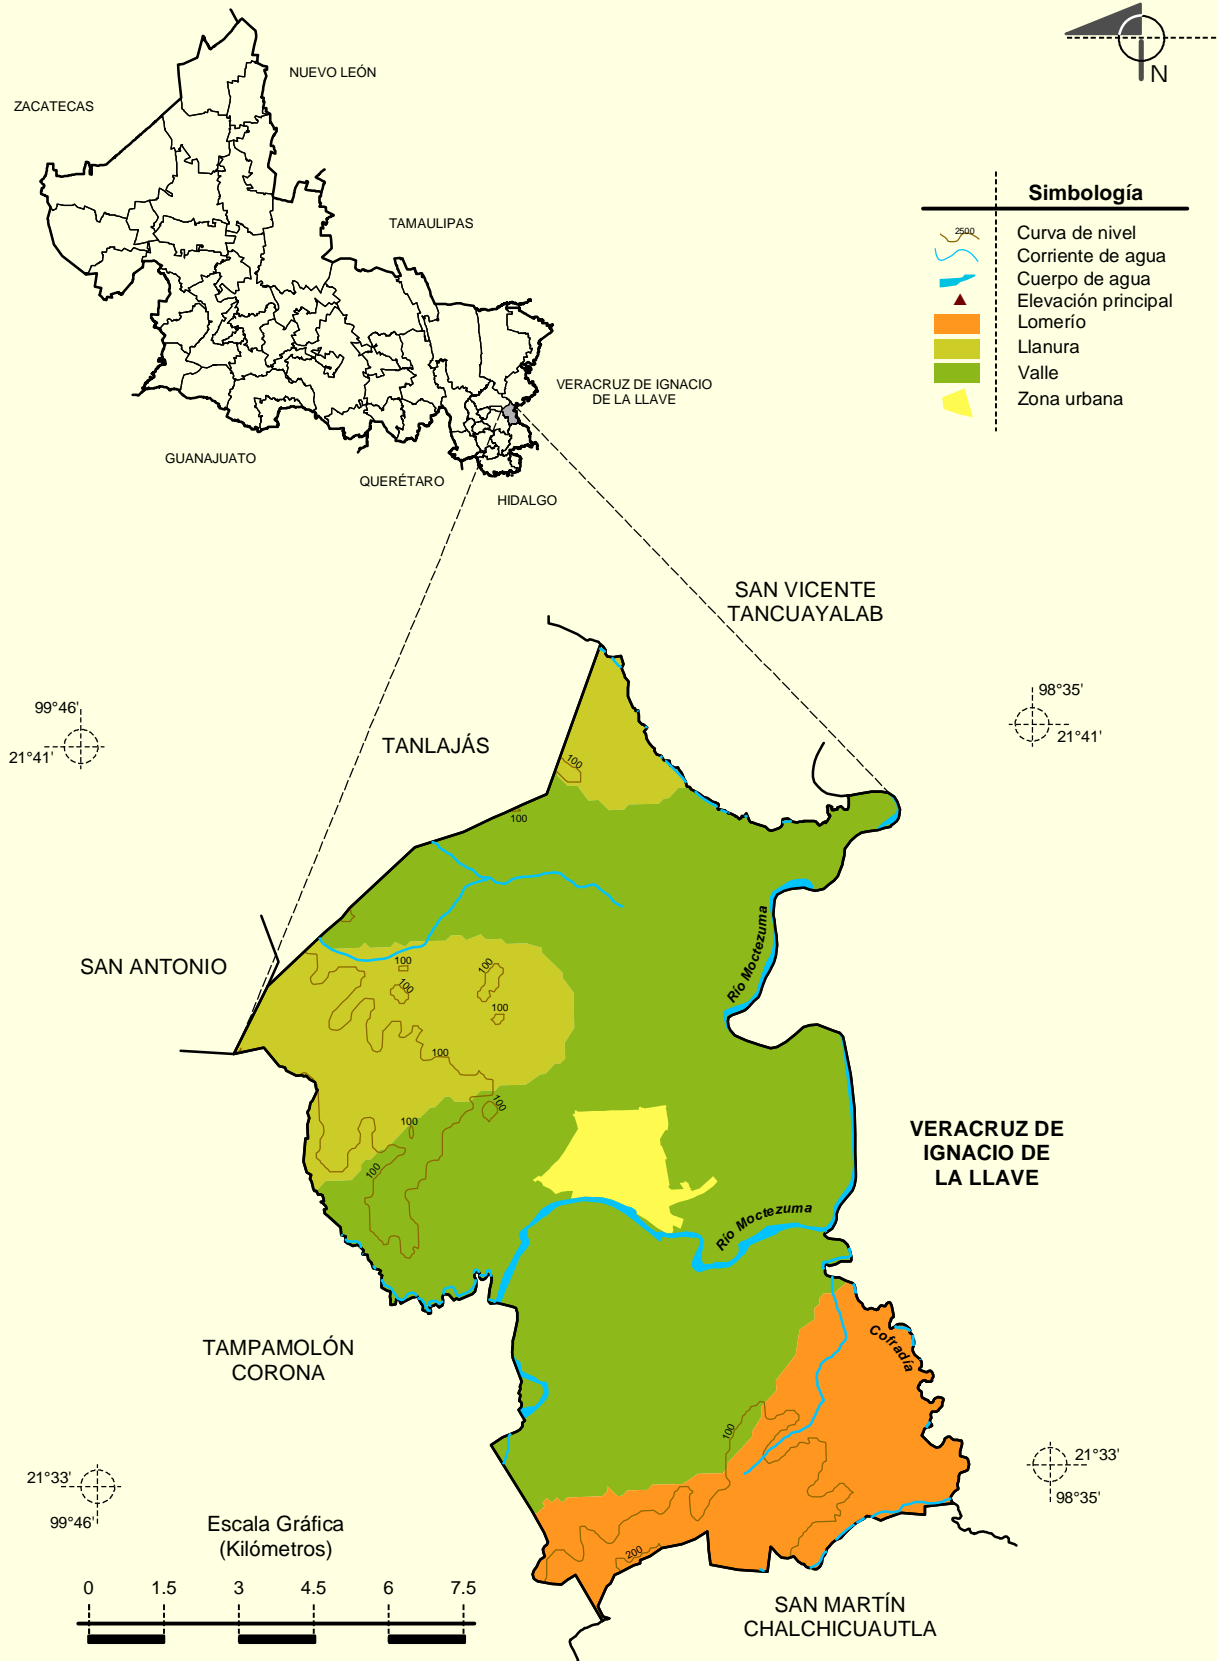 N
NUEVO LEÓN
ZACATECAS
TAMAULIPAS
VERACRUZ DE IGNACIO
DE LA LLAVE
GUANAJUATO
QUERÉTARO
HIDALGO
Simbología
2500
Curva de nivel
Corriente de agua
Cuerpo de agua
Elevación principal
Lomerío
Llanura
Valle
Zona urbana
SAN VICENTE
TANCUAYALAB
99°46'
21°41'
98°35'
21°41'
TANLAJÁS
100
100
SAN ANTONIO
Río Moctezuma
100
100
100
100
100
100
100
100
VERACRUZ DE
IGNACIO DE
LA LLAVE
Río Moctezuma
TAMPAMOLÓN
CORONA
Cofradía
100
200
21°33'
99°46'
21°33'
98°35'
Escala Gráfica
(Kilómetros)
0 1.5 3 4.5 6 7.5
SAN MARTÍN
CHALCHICUAUTLA